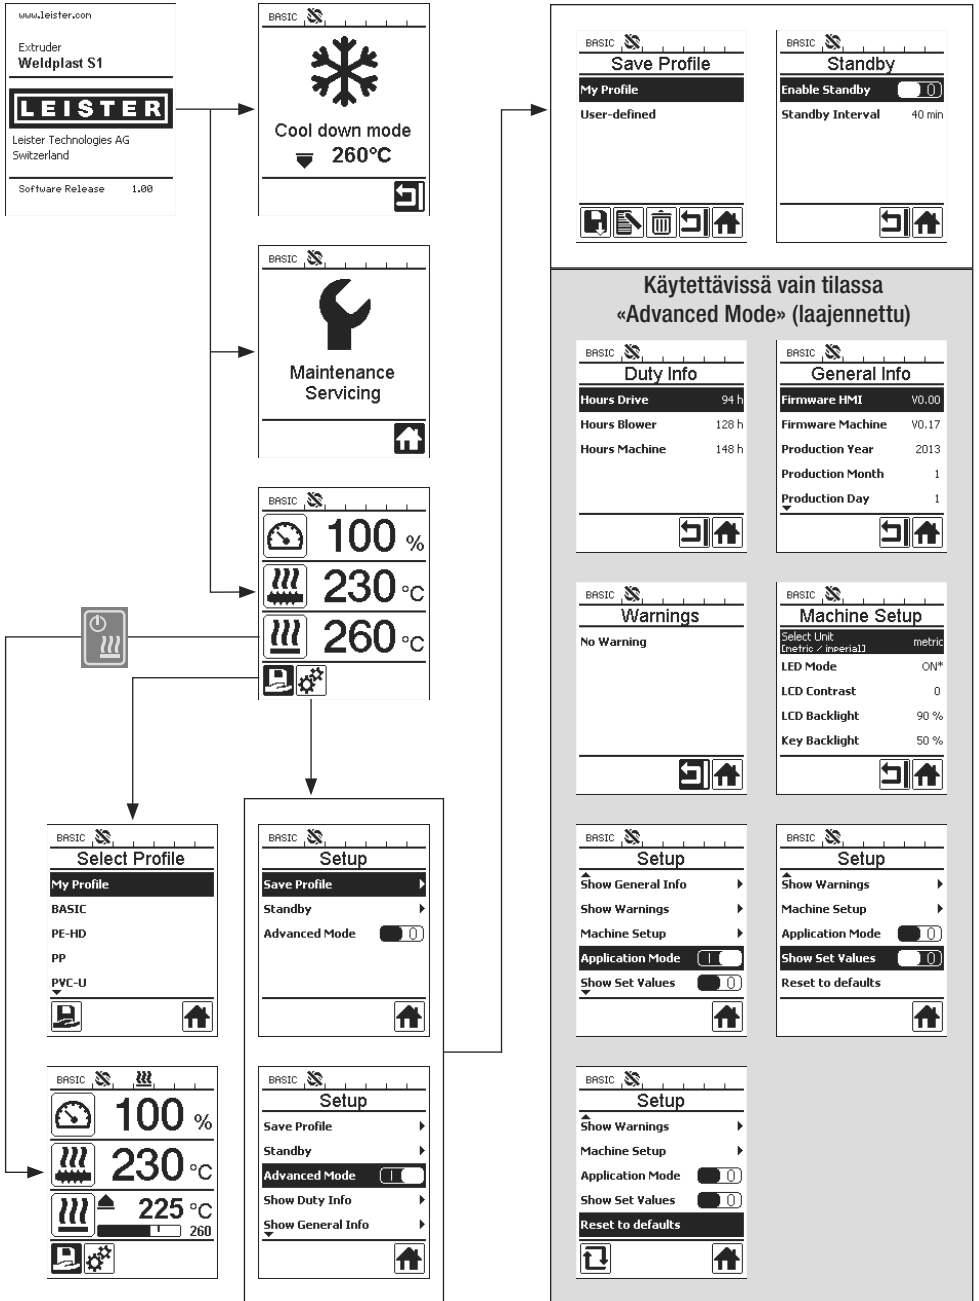 www.leister.com
Extruder
Weldplast S1
LEISTER
Leister Technologies AG
Switzerland
Software Release 1.00
BASIC
Cool down mode
260°C
BASIC
Maintenance
Servicing
BASIC
100 %
230 °C
260 °C
BASIC
Select Profile
My Profile
BASIC
PE-HD
PP
PVC-U
BASIC
100 %
230 °C
225 °C
260
BASIC
Setup
Save Profile
Standby
Advanced Mode 0
BASIC
Setup
Save Profile
Standby
Advanced Mode I
Show Duty Info
Show General Info
BASIC
Save Profile
My Profile
User-defined
BASIC
Standby
Enable Standby 0
Standby Interval 40 min
Käytettävissä vain tilassa
«Advanced Mode» (laajennettu)
BASIC
Duty Info
Hours Drive 94 h
Hours Blower 128 h
Hours Machine 148 h
BASIC
General Info
Firmware HMI V0.00
Firmware Machine V0.17
Production Year 2013
Production Month 1
Production Day 1
BASIC
Warnings
No Warning
BASIC
Machine Setup
Select Unit metric
[metric / imperial]
LED Mode ON*
LCD Contrast 0
LCD Backlight 90 %
Key Backlight 50 %
BASIC
Setup
Show General Info
Show Warnings
Machine Setup
Application Mode I
Show Set Values 0
BASIC
Setup
Show Warnings
Machine Setup
Application Mode 0
Show Set Values 0
Reset to defaults
BASIC
Setup
Show Warnings
Machine Setup
Application Mode 0
Show Set Values 0
Reset to defaults